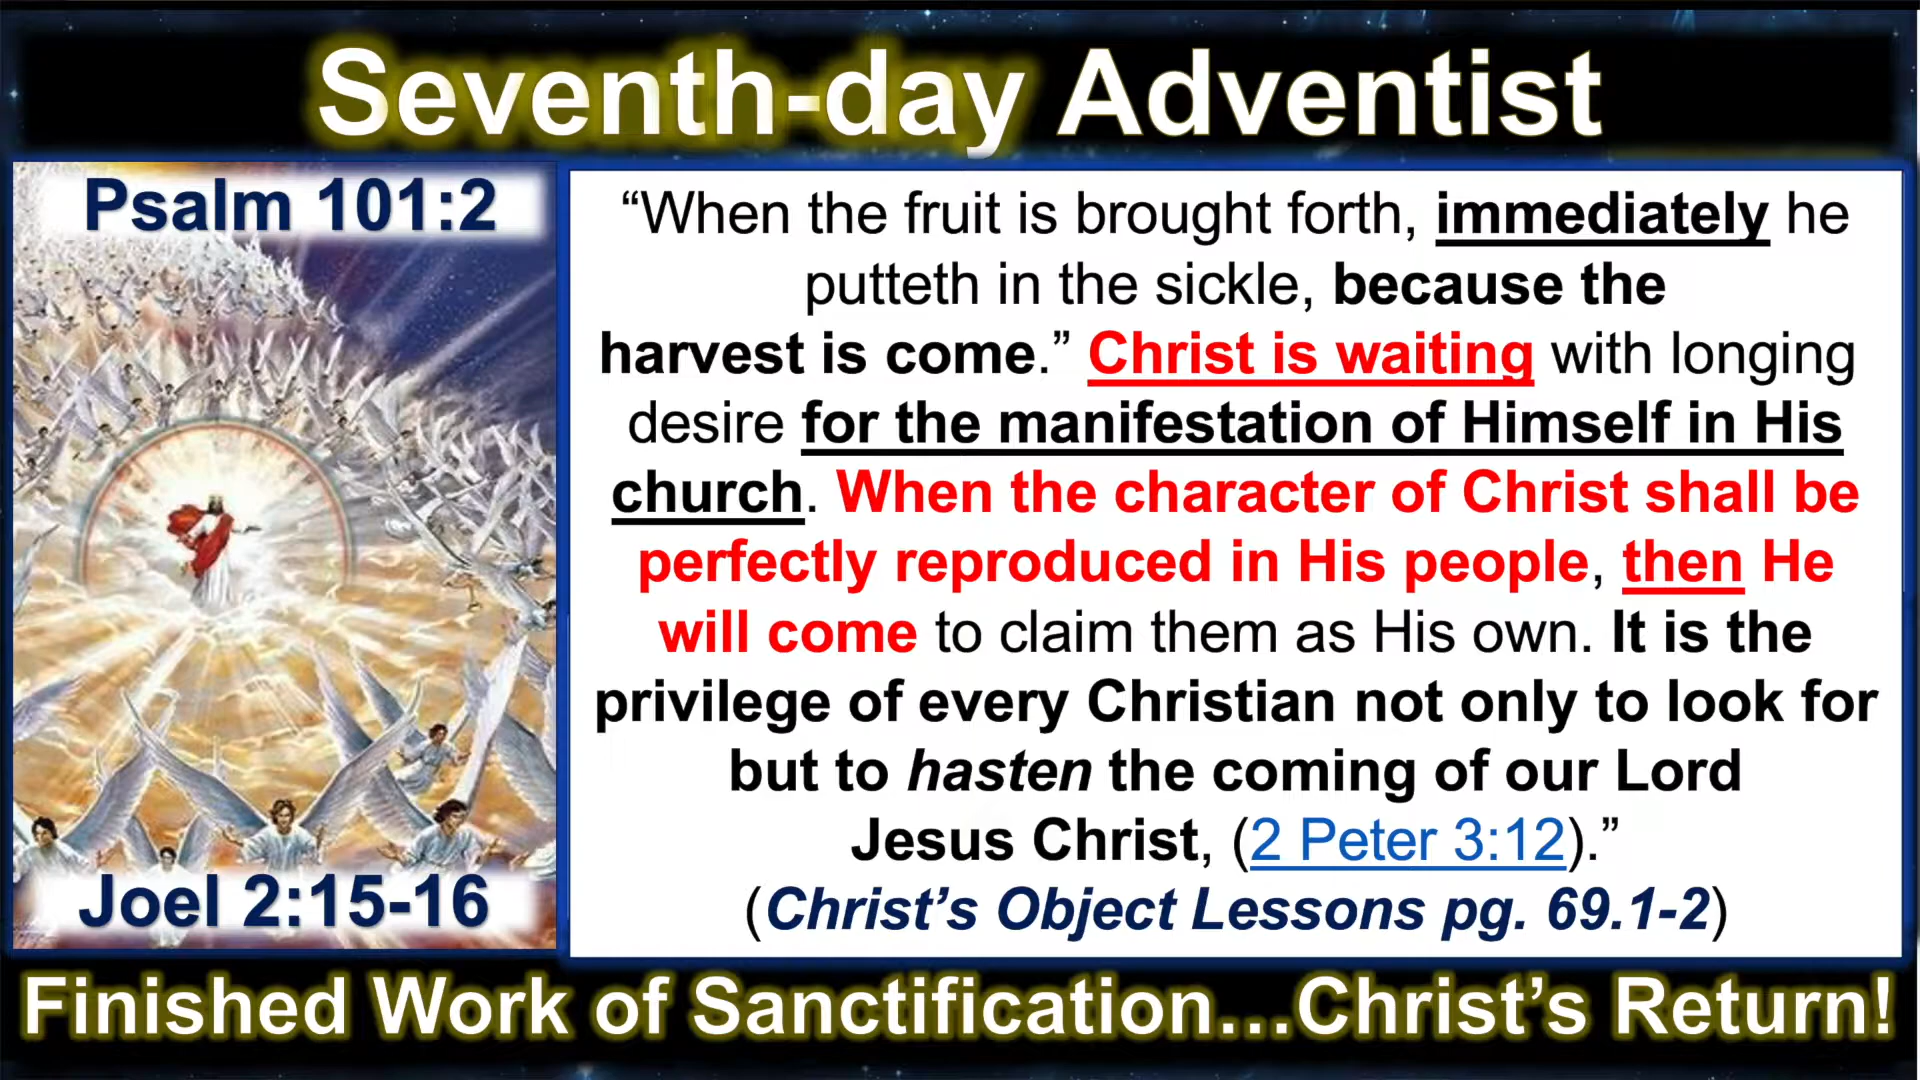 Seventh-day Adventist
Psalm 101:2
Joel 2:15-16
“When the fruit is brought forth, immediately he
putteth in the sickle, because the
harvest is come.” Christ is waiting with longing
desire for the manifestation of Himself in His
church. When the character of Christ shall be
perfectly reproduced in His people, then He
will come to claim them as His own. It is the
privilege of every Christian not only to look for
but to hasten the coming of our Lord
Jesus Christ, (2 Peter 3:12).”
(Christ’s Object Lessons pg. 69.1-2)
Finished Work of Sanctification…Christ’s Return!